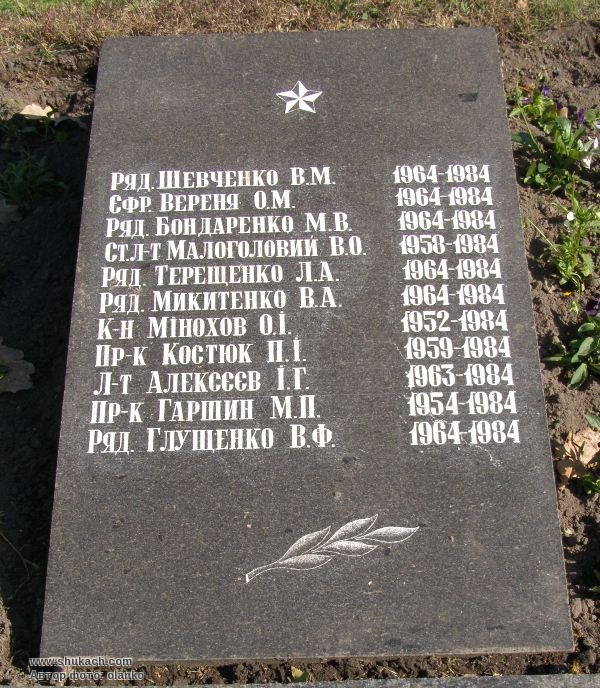 Ряд. Шевченко В.М. 1964-1984
Єфр. Вереня О.М. 1964-1984
Ряд. Бондаренко М.В. 1964-1984
Ст.л-т Малоголовий В.О. 1958-1984
Ряд. Терещенко Л.А. 1964-1984
Ряд. Микитенко В.А. 1964-1984
К-н Мінохов О.І. 1952-1984
Пр-к Костюк П.І. 1959-1984
Л-т Алексєєв І.Г. 1963-1984
Пр-к Гаршин М.П. 1954-1984
Ряд. Глущенко В.Ф. 1964-1984
www.shukach.com
Автор фото: olanko